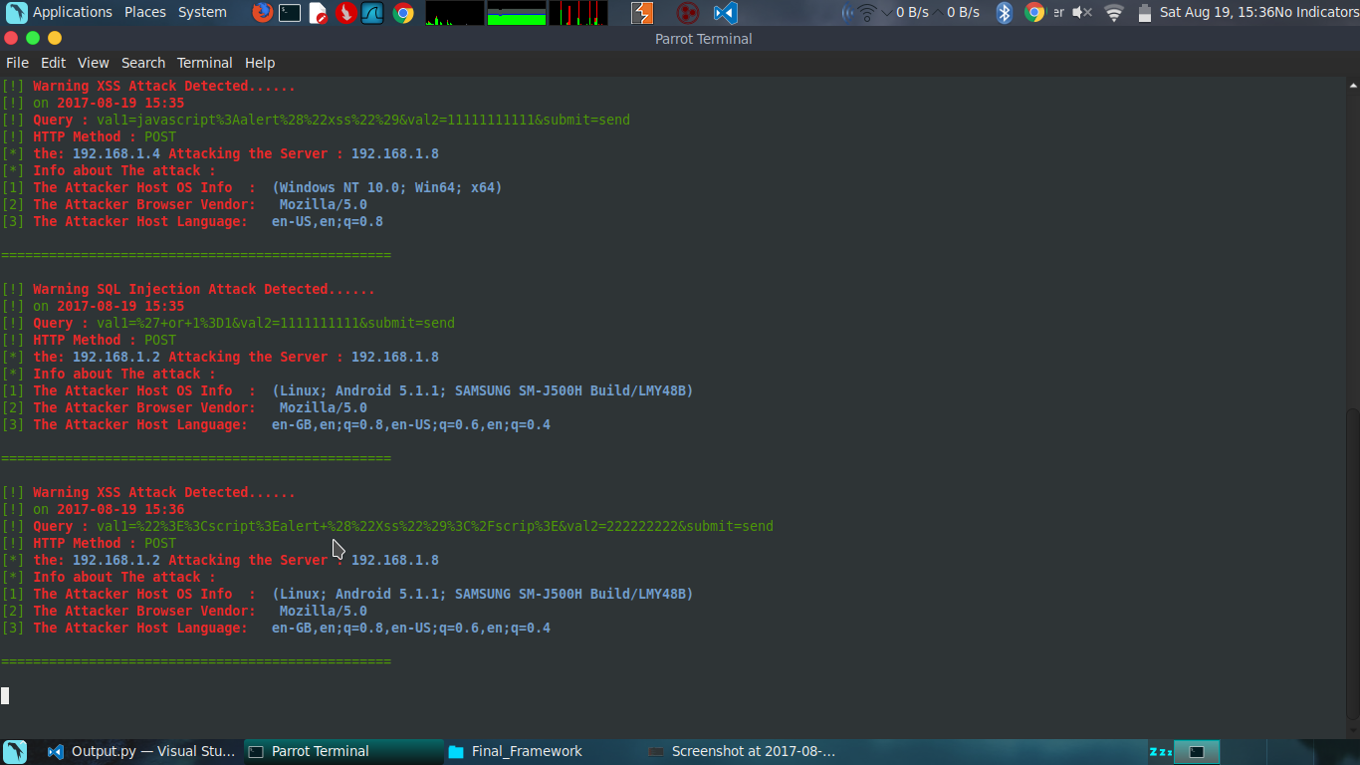 Applications Places System 0 B/s 0 B/s er Sat Aug 19, 15:36No Indicators
Parrot Terminal
File Edit View Search Terminal Help
[!] Warning XSS Attack Detected......
[!] on 2017-08-19 15:35
[!] Query : val1=javascript%3Aalert%28%22xss%22%29&val2=11111111111&submit=send
[!] HTTP Method : POST
[*] the: 192.168.1.4 Attacking the Server : 192.168.1.8
[*] Info about The attack :
[1] The Attacker Host OS Info  :  (Windows NT 10.0; Win64; x64)
[2] The Attacker Browser Vendor:   Mozilla/5.0
[3] The Attacker Host Language:   en-US,en;q=0.8
=================================================
[!] Warning SQL Injection Attack Detected......
[!] on 2017-08-19 15:35
[!] Query : val1=%27+or+1%3D1&val2=1111111111&submit=send
[!] HTTP Method : POST
[*] the: 192.168.1.2 Attacking the Server : 192.168.1.8
[*] Info about The attack :
[1] The Attacker Host OS Info  :  (Linux; Android 5.1.1; SAMSUNG SM-J500H Build/LMY48B)
[2] The Attacker Browser Vendor:   Mozilla/5.0
[3] The Attacker Host Language:   en-GB,en;q=0.8,en-US;q=0.6,en;q=0.4
=================================================
[!] Warning XSS Attack Detected......
[!] on 2017-08-19 15:36
[!] Query : val1=%22%3E%3Cscript%3Ealert+%28%22Xss%22%29%3C%2Fscrip%3E&val2=222222222&submit=send
[!] HTTP Method : POST
[*] the: 192.168.1.2 Attacking the Server : 192.168.1.8
[*] Info about The attack :
[1] The Attacker Host OS Info  :  (Linux; Android 5.1.1; SAMSUNG SM-J500H Build/LMY48B)
[2] The Attacker Browser Vendor:   Mozilla/5.0
[3] The Attacker Host Language:   en-GB,en;q=0.8,en-US;q=0.6,en;q=0.4
=================================================
Output.py — Visual Stu... Parrot Terminal Final_Framework Screenshot at 2017-08-... Zzz